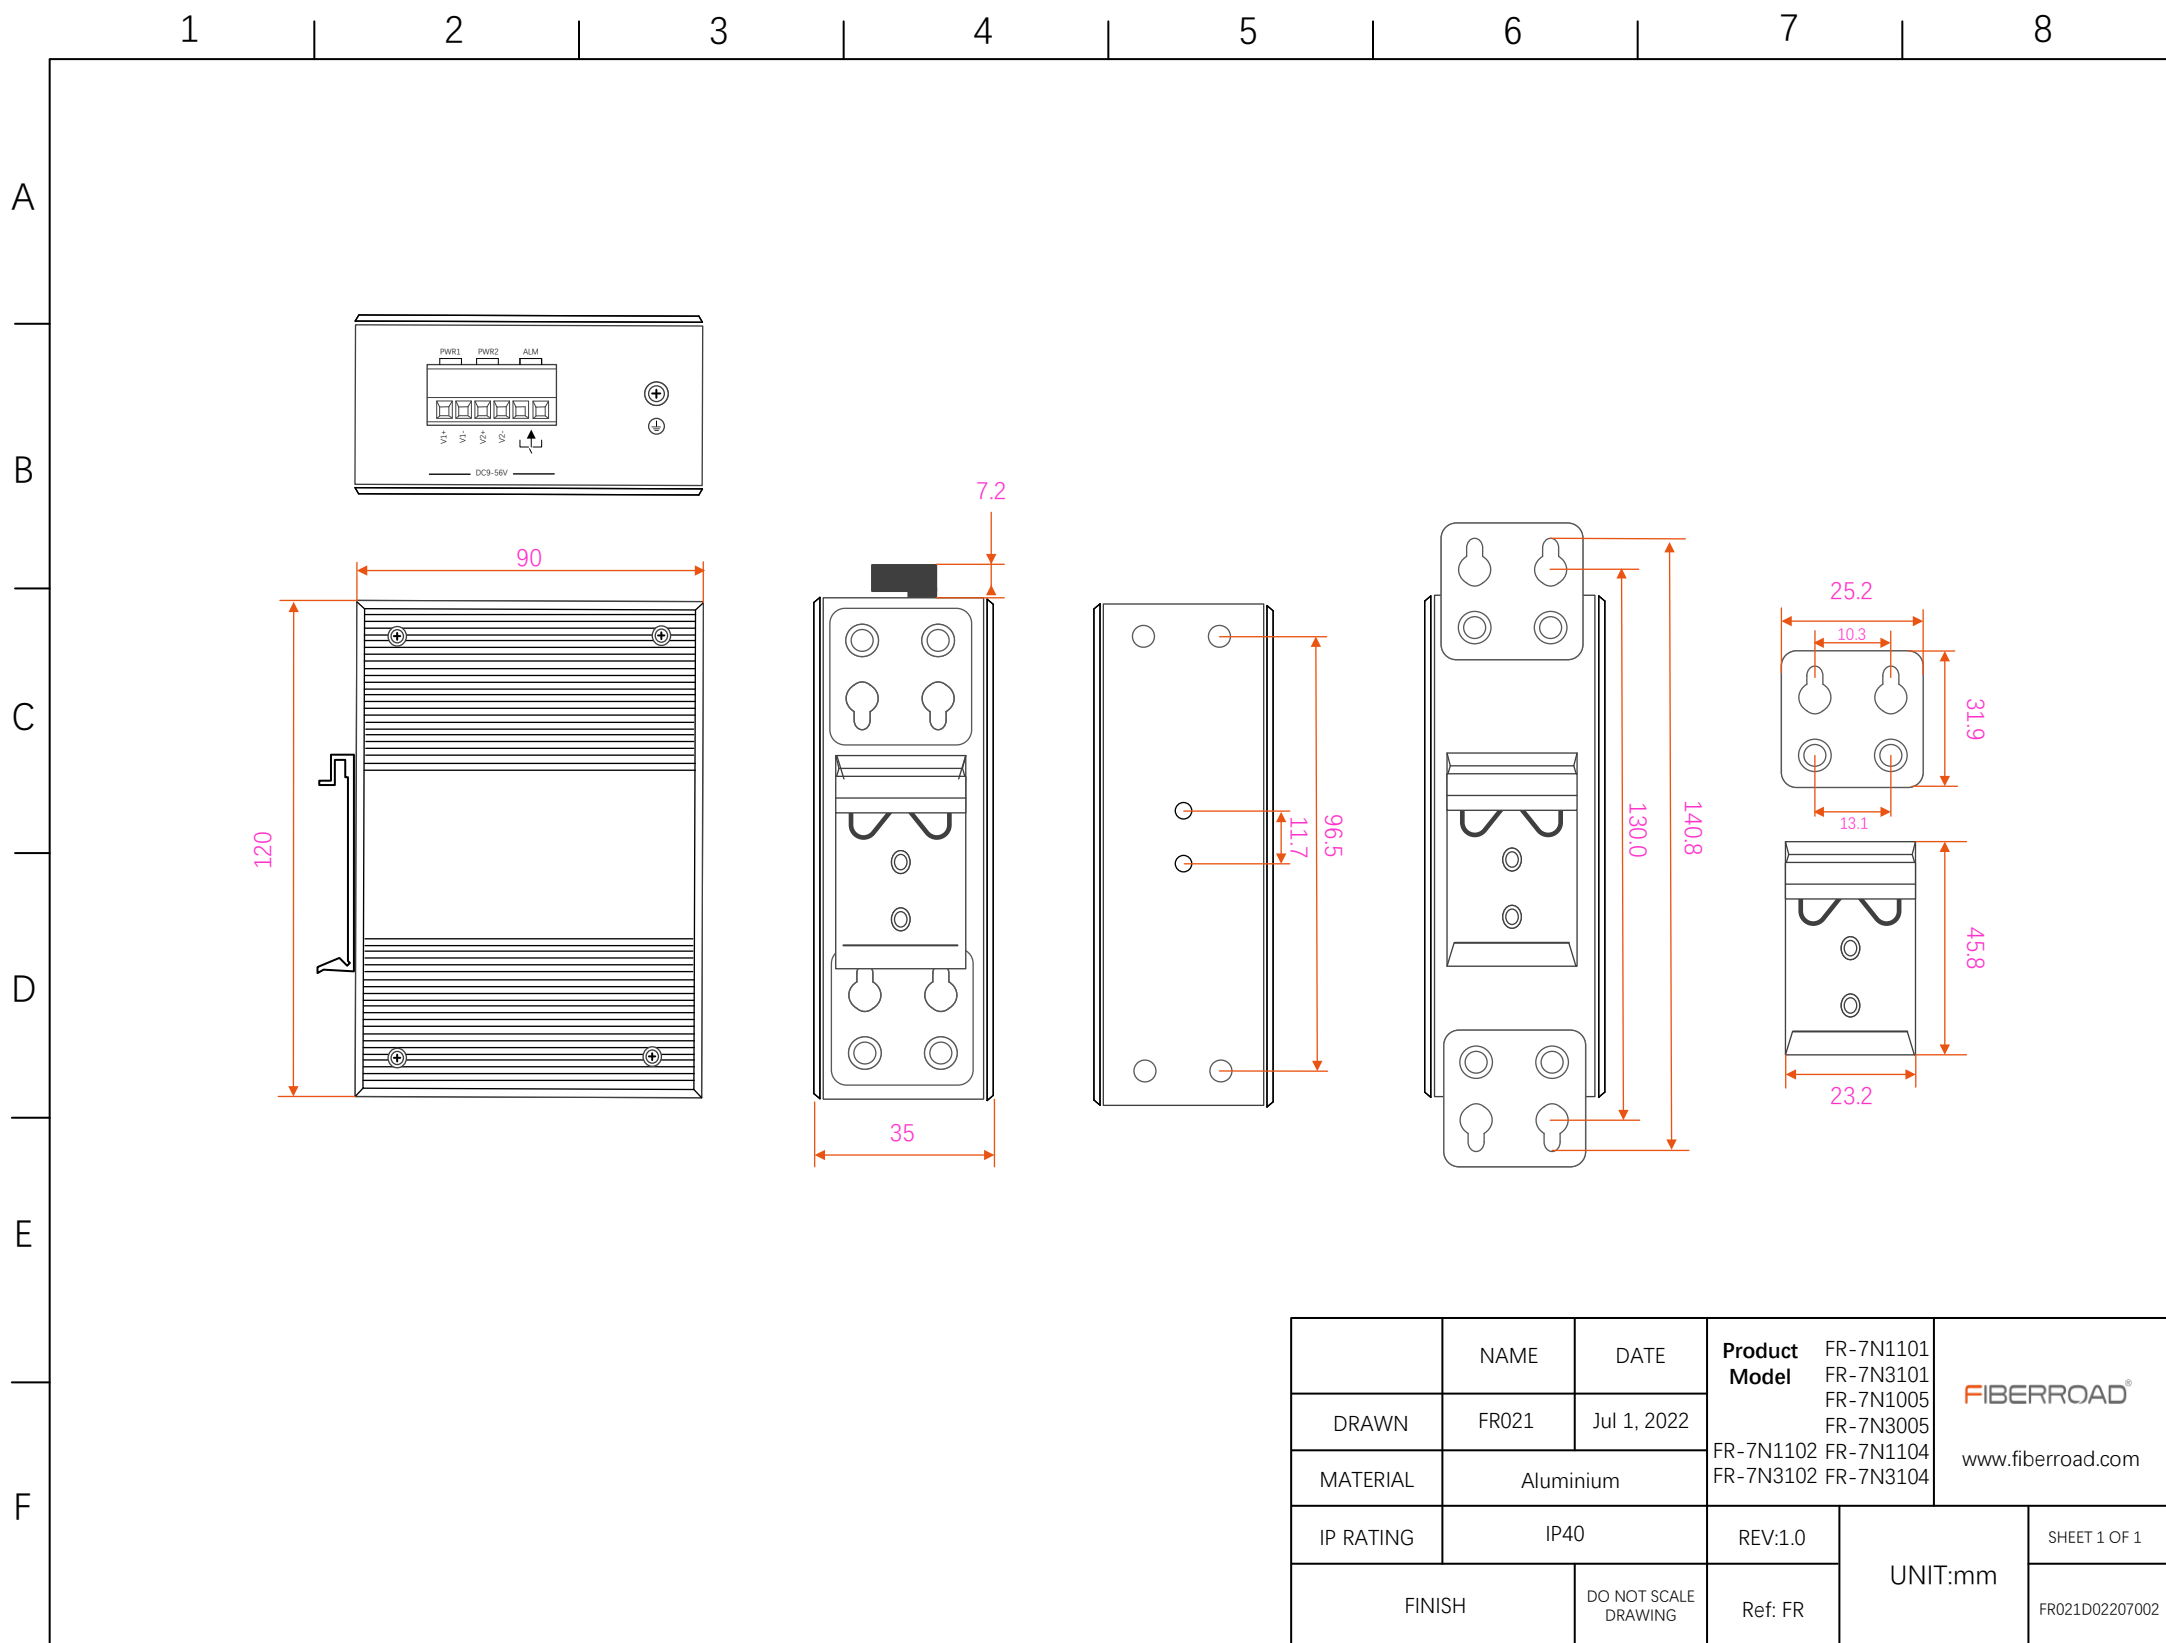 1 2 3 4 5 6 7 8
A
B
C
D
E
F
PWR1 PWR2 ALM
V1+ V1- V2+ V2-
DC9-56V
90
120
7.2
35
96.5
11.7
130.0
140.8
25.2
10.3
31.9
13.1
45.8
23.2
NAME DATE
DRAWN FR021 Jul 1, 2022
MATERIAL Aluminium
IP RATING IP40
FINISH DO NOT SCALE
DRAWING
Product FR-7N1101
Model FR-7N3101
FR-7N1005
FR-7N3005
FR-7N1102 FR-7N1104
FR-7N3102 FR-7N3104
FIBERROAD®
www.fiberroad.com
REV:1.0
Ref: FR
UNIT:mm
SHEET 1 OF 1
FR021D02207002